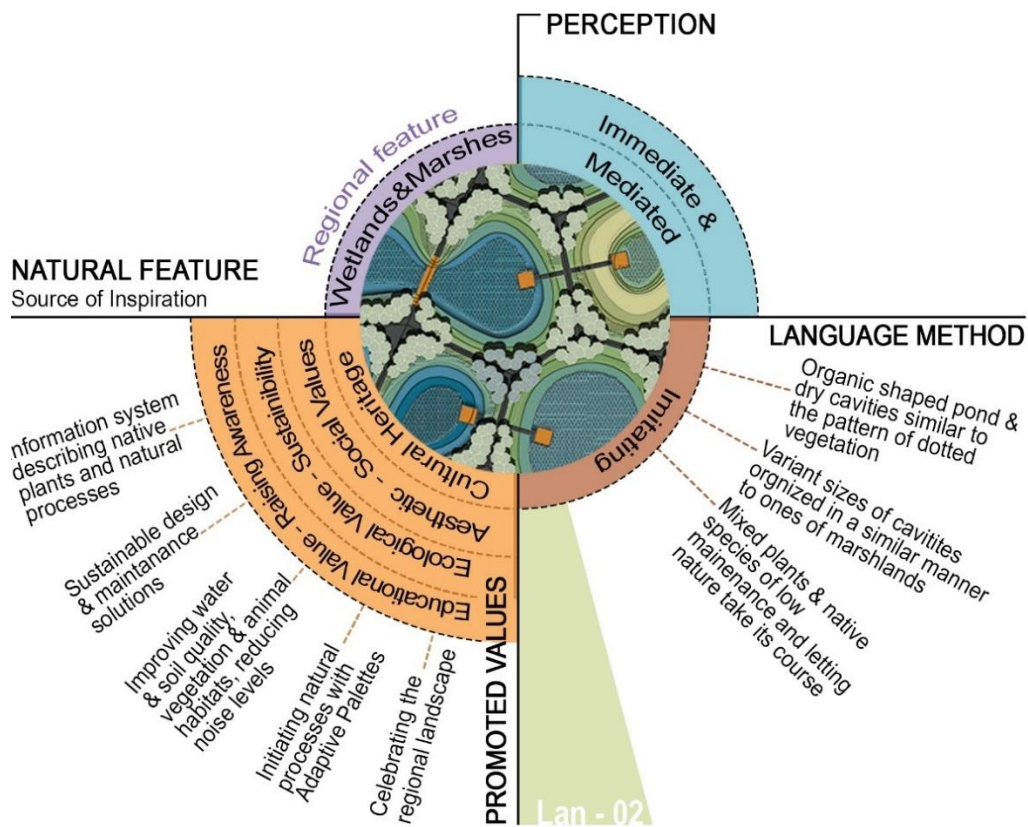 PERCEPTION
Immediate &
Mediated
Regional feature
Wetlands&Marshes
NATURAL FEATURE
Source of Inspiration
LANGUAGE METHOD
Imitating
Organic shaped pond &
dry cavities similar to
the pattern of dotted
vegetation
Variant sizes of cavitites
orgnized in a similar manner
to ones of marshlands
Mixed plants & native
species of low
mainenance and letting
nature take its course
PROMOTED VALUES
Cultural Heritage
Aesthetic - Social Values
Ecological Value - Sustainibility
Educational Value - Raising Awareness
nformation system
describing native
plants and natural
processes
Sustainable design
& maintenance
solutions
Improving water
& soil quality,
vegetation & animal
habitats, reducing
noise levels
Initiating natural
processes with
Adaptive Palettes
Celebrating the
regional landscape
Lan - 02